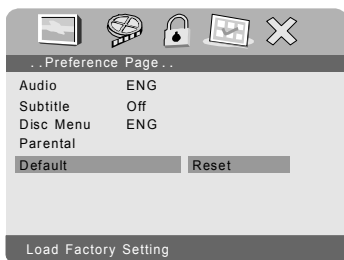 ..Preference Page..
Audio ENG
Subtitle Off
Disc Menu ENG
Parental
Default Reset
Load Factory Setting